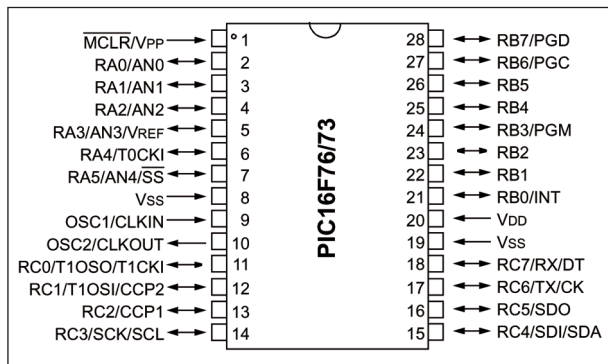 M̅C̅L̅R̅/VPP 1
RA0/AN0 2
RA1/AN1 3
RA2/AN2 4
RA3/AN3/VREF 5
RA4/T0CKI 6
RA5/AN4/S̅S̅ 7
VSS 8
OSC1/CLKIN 9
OSC2/CLKOUT 10
RC0/T1OSO/T1CKI 11
RC1/T1OSI/CCP2 12
RC2/CCP1 13
RC3/SCK/SCL 14
PIC16F76/73
28 RB7/PGD
27 RB6/PGC
26 RB5
25 RB4
24 RB3/PGM
23 RB2
22 RB1
21 RB0/INT
20 VDD
19 VSS
18 RC7/RX/DT
17 RC6/TX/CK
16 RC5/SDO
15 RC4/SDI/SDA